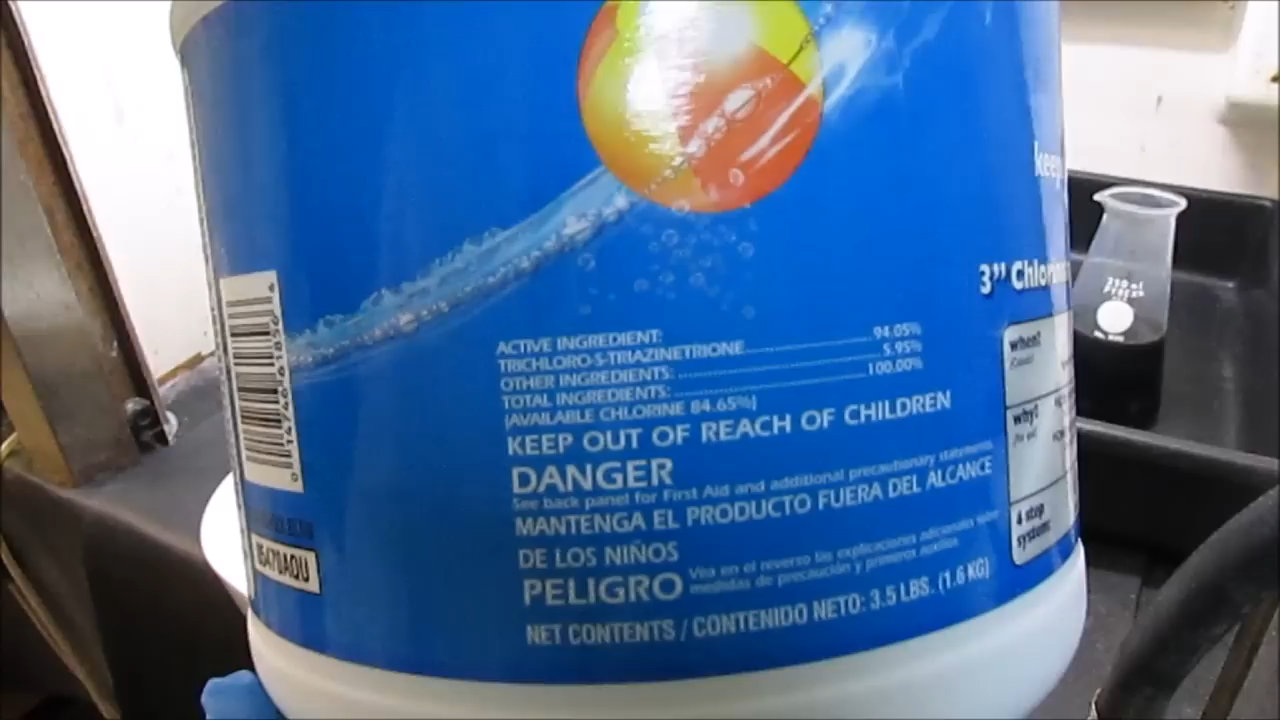 keep
3” Chlorin
ACTIVE INGREDIENT:
TRICHLORO-S-TRIAZINETRIONE 94.05%
OTHER INGREDIENTS: 5.95%
TOTAL INGREDIENTS: 100.00%
(AVAILABLE CHLORINE 84.65%)
KEEP OUT OF REACH OF CHILDREN
DANGER
See back panel for First Aid and additional precautionary statements.
MANTENGA EL PRODUCTO FUERA DEL ALCANCE
DE LOS NIÑOS
PELIGRO Vea en el reverso las explicaciones adicionales sobre
medidas de precaución y primeros auxilios.
NET CONTENTS / CONTENIDO NETO: 3.5 LBS. (1.6 KG)
when?
why?
4 step
system:
05470AQU